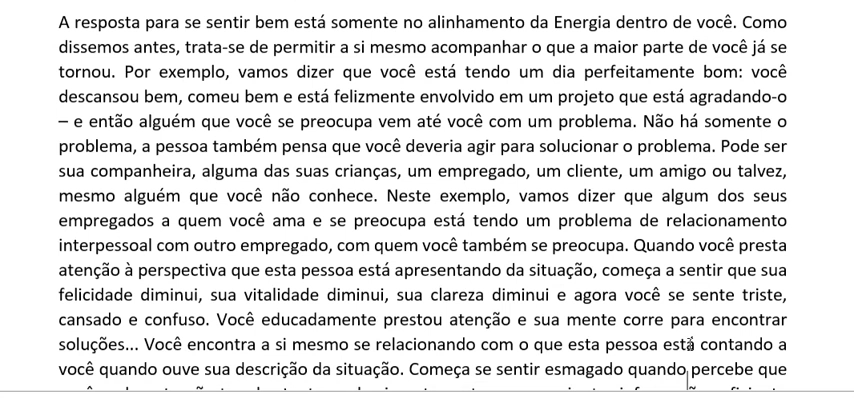 A resposta para se sentir bem está somente no alinhamento da Energia dentro de você. Como
dissemos antes, trata-se de permitir a si mesmo acompanhar o que a maior parte de você já se
tornou. Por exemplo, vamos dizer que você está tendo um dia perfeitamente bom: você
descansou bem, comeu bem e está felizmente envolvido em um projeto que está agradando-o
– e então alguém que você se preocupa vem até você com um problema. Não há somente o
problema, a pessoa também pensa que você deveria agir para solucionar o problema. Pode ser
sua companheira, alguma das suas crianças, um empregado, um cliente, um amigo ou talvez,
mesmo alguém que você não conhece. Neste exemplo, vamos dizer que algum dos seus
empregados a quem você ama e se preocupa está tendo um problema de relacionamento
interpessoal com outro empregado, com quem você também se preocupa. Quando você presta
atenção à perspectiva que esta pessoa está apresentando da situação, começa a sentir que sua
felicidade diminui, sua vitalidade diminui, sua clareza diminui e agora você se sente triste,
cansado e confuso. Você educadamente prestou atenção e sua mente corre para encontrar
soluções... Você encontra a si mesmo se relacionando com o que esta pessoa está contando a
você quando ouve sua descrição da situação. Começa se sentir esmagado quando percebe que